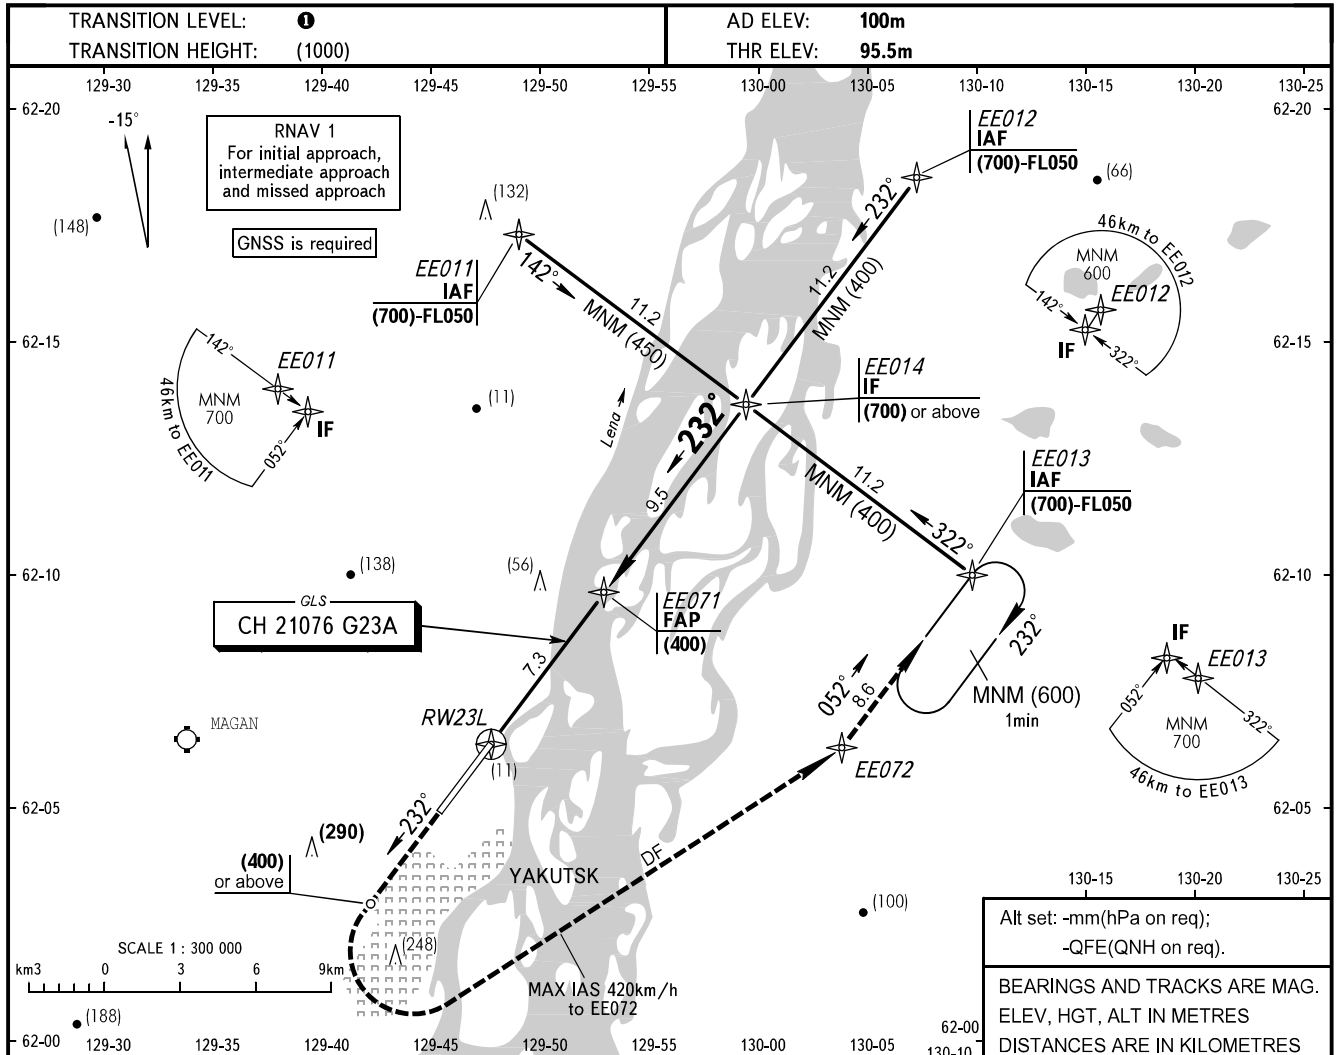 TRANSITION LEVEL: ❶
TRANSITION HEIGHT: (1000)
AD ELEV: 100m
THR ELEV: 95.5m
129-30 129-35 129-40 129-45 129-50 129-55 130-00 130-05 130-10 130-15 130-20 130-25
62-20
62-20
-15°
RNAV 1
For initial approach,
intermediate approach
and missed approach
GNSS is required
(148)
(132)
EE012
IAF
(700)-FL050
(66)
232°
11.2
MNM (400)
EE011
IAF
(700)-FL050
142°
11.2
MNM (450)
46km to EE012
MNM
600
EE012
142°
IF
322°
62-15
62-15
142°
EE011
MNM
700
IF
052°
46km to EE011
(11)
Lena
232°
9.5
EE014
IF
(700) or above
11.2
MNM (400)
322°
EE013
IAF
(700)-FL050
62-10
62-10
(138)
(56)
GLS
CH 21076 G23A
EE071
FAP
(400)
7.3
232°
MNM (600)
1min
052°
8.6
EE072
IF
EE013
052°
MNM
700
322°
46km to EE013
MAGAN
RW23L
(11)
62-05
62-05
232°
(290)
(400)
or above
YAKUTSK
DF
(100)
(248)
MAX IAS 420km/h
to EE072
SCALE 1 : 300 000
km3 0 3 6 9km
(188)
130-15 130-20 130-25
Alt set: -mm(hPa on req);
-QFE(QNH on req).
BEARINGS AND TRACKS ARE MAG.
ELEV, HGT, ALT IN METRES
DISTANCES ARE IN KILOMETRES
62-00
62-00
129-30 129-35 129-40 129-45 129-50 129-55 130-00 130-05 130-10